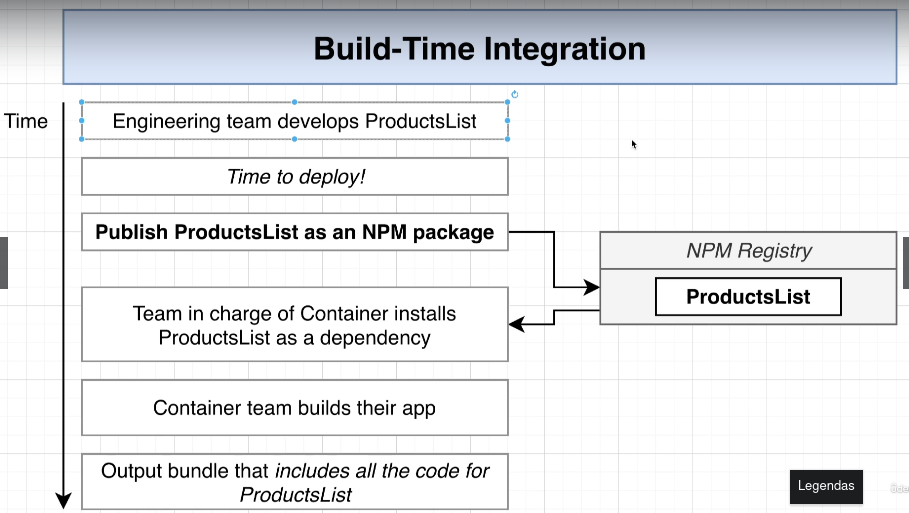 Build-Time Integration
Time
Engineering team develops ProductsList
Time to deploy!
Publish ProductsList as an NPM package
NPM Registry
ProductsList
Team in charge of Container installs
ProductsList as a dependency
Container team builds their app
Output bundle that includes all the code for
ProductsList
Legendas